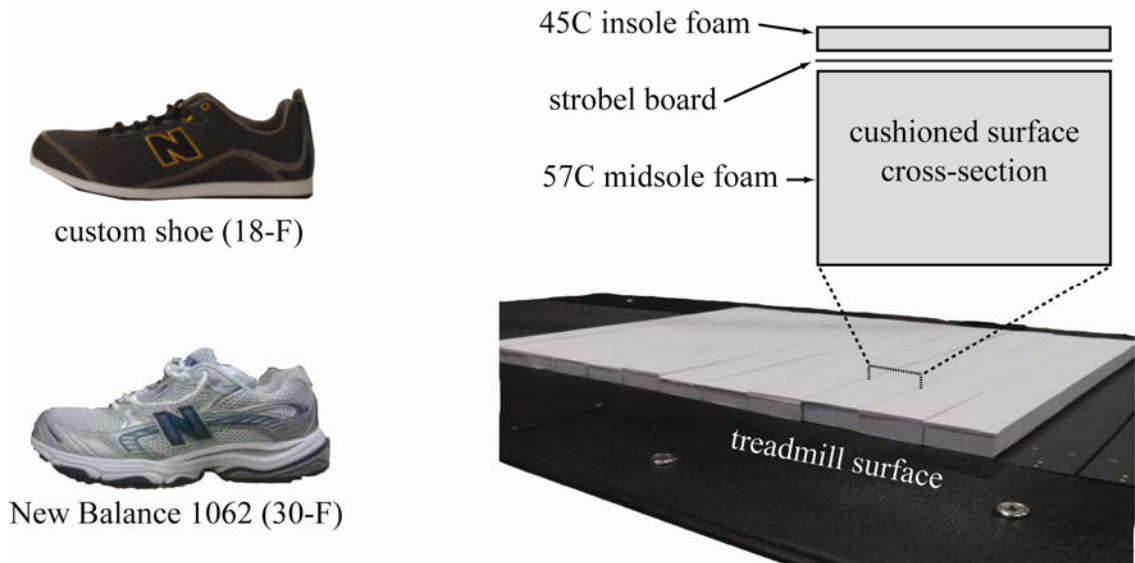 45C insole foam
strobel board
57C midsole foam
cushioned surface
cross-section
N
custom shoe (18-F)
N
New Balance 1062 (30-F)
treadmill surface